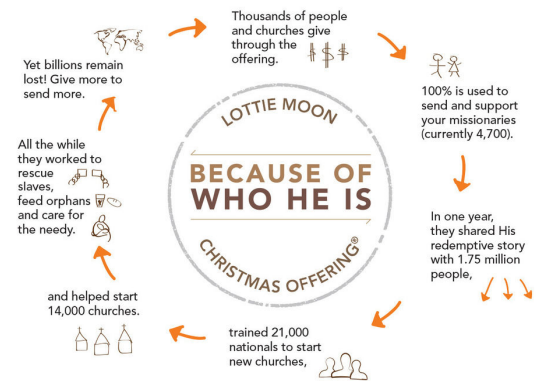 Thousands of people
and churches give
through the
offering.
100% is used to
send and support
your missionaries
(currently 4,700).
In one year,
they shared His
redemptive story
with 1.75 million
people,
trained 21,000
nationals to start
new churches,
and helped start
14,000 churches.
All the while
they worked to
rescue
slaves,
feed orphans
and care for
the needy.
Yet billions remain
lost! Give more to
send more.
LOTTIE MOON
BECAUSE OF
WHO HE IS
CHRISTMAS OFFERING®